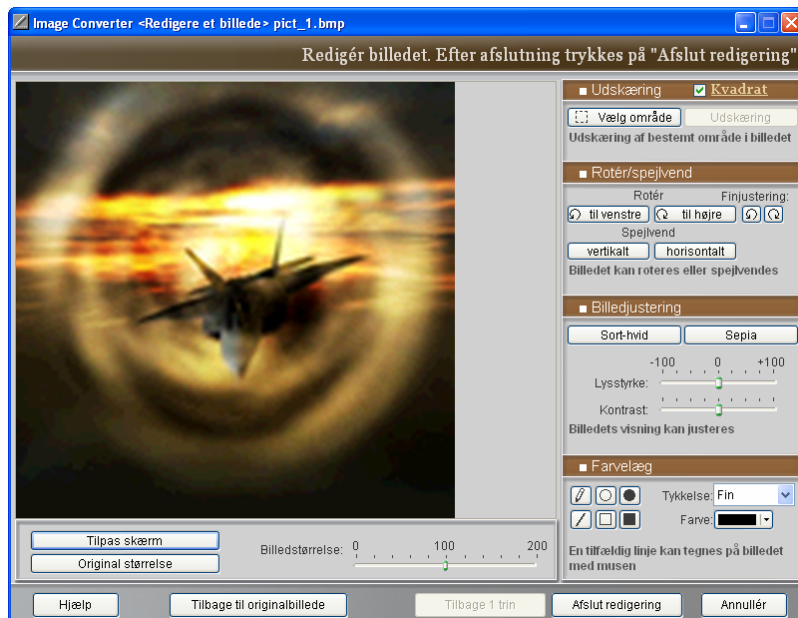 Image Converter <Redigere et billede> pict_1.bmp
Redigér billedet. Efter afslutning trykkes på "Afslut redigering"
Udskæring Kvadrat
Vælg område Udskæring
Udskæring af bestemt område i billedet
Rotér/spejlvend
Rotér Finjustering:
til venstre til højre
Spejlvend
vertikalt horisontalt
Billedet kan roteres eller spejlvendes
Billedjustering
Sort-hvid Sepia
-100 0 +100
Lysstyrke:
Kontrast:
Billedets visning kan justeres
Farvelæg
Tykkelse: Fin
Farve:
En tilfældig linje kan tegnes på billedet
med musen
Tilpas skærm
Original størrelse
Billedstørrelse: 0 100 200
Hjælp Tilbage til originalbillede Tilbage 1 trin Afslut redigering Annullér